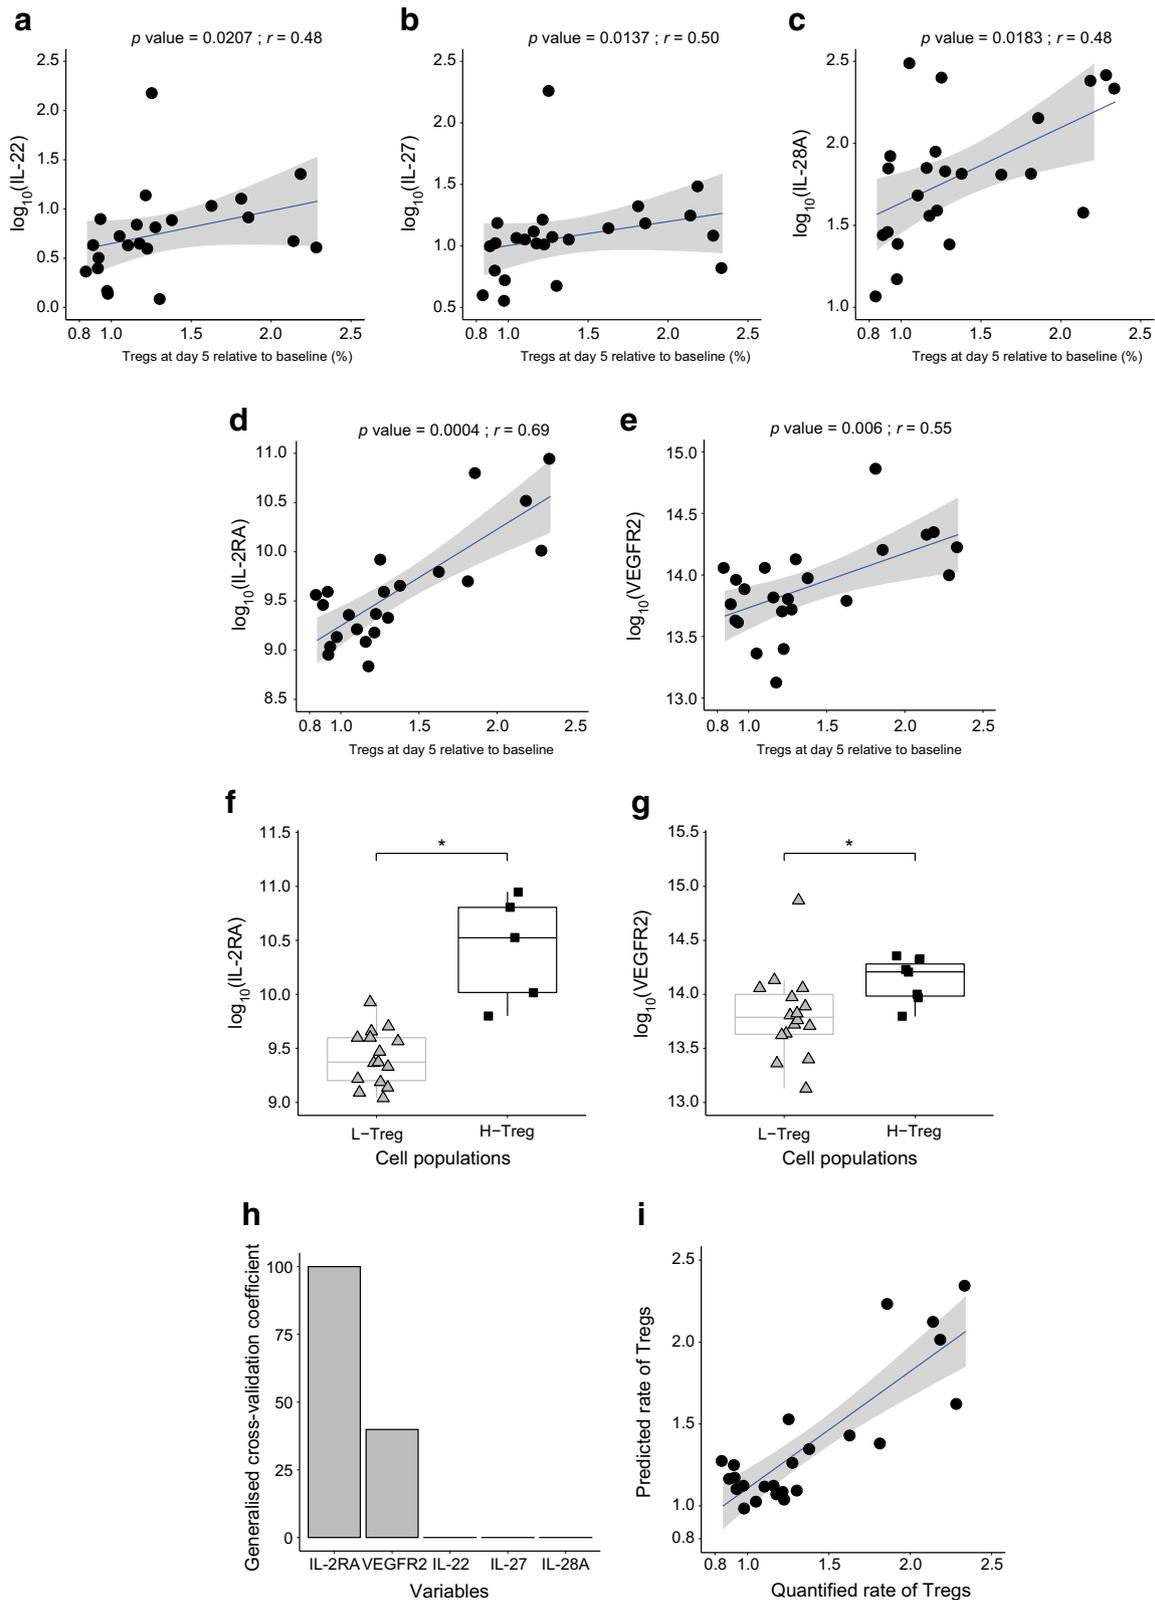 a
p value = 0.0207 ; r = 0.48
log10(IL-22)
2.5
2.0
1.5
1.0
0.5
0.0
0.8 1.0 1.5 2.0 2.5
Tregs at day 5 relative to baseline (%)
b
p value = 0.0137 ; r = 0.50
log10(IL-27)
2.5
2.0
1.5
1.0
0.5
0.8 1.0 1.5 2.0 2.5
Tregs at day 5 relative to baseline (%)
c
p value = 0.0183 ; r = 0.48
log10(IL-28A)
2.5
2.0
1.5
1.0
0.8 1.0 1.5 2.0 2.5
Tregs at day 5 relative to baseline (%)
d
p value = 0.0004 ; r = 0.69
log10(IL-2RA)
11.0
10.5
10.0
9.5
9.0
8.5
0.8 1.0 1.5 2.0 2.5
Tregs at day 5 relative to baseline
e
p value = 0.006 ; r = 0.55
log10(VEGFR2)
15.0
14.5
14.0
13.5
13.0
0.8 1.0 1.5 2.0 2.5
Tregs at day 5 relative to baseline
f
log10(IL-2RA)
11.5
11.0
10.5
10.0
9.5
9.0
*
L−Treg H−Treg
Cell populations
g
log10(VEGFR2)
15.5
15.0
14.5
14.0
13.5
13.0
*
L−Treg H−Treg
Cell populations
h
Generalised cross-validation coefficient
100
75
50
25
0
IL-2RA VEGFR2 IL-22 IL-27 IL-28A
Variables
i
Predicted rate of Tregs
2.5
2.0
1.5
1.0
0.8
0.8 1.0 1.5 2.0 2.5
Quantified rate of Tregs